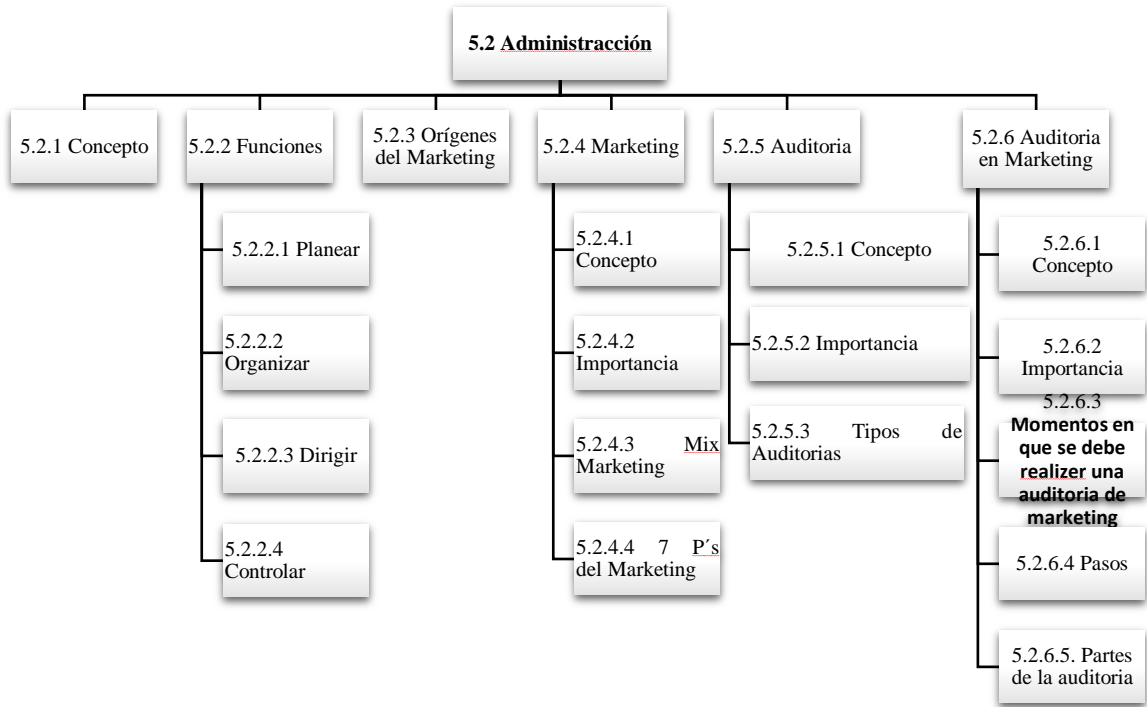 5.2 Administracción
5.2.1 Concepto
5.2.2 Funciones
5.2.2.1 Planear
5.2.2.2
Organizar
5.2.2.3 Dirigir
5.2.2.4
Controlar
5.2.3 Orígenes
del Marketing
5.2.4 Marketing
5.2.4.1
Concepto
5.2.4.2
Importancia
5.2.4.3 Mix
Marketing
5.2.4.4 7 P´s
del Marketing
5.2.5 Auditoria
5.2.5.1 Concepto
5.2.5.2 Importancia
5.2.5.3 Tipos de
Auditorias
5.2.6 Auditoria
en Marketing
5.2.6.1
Concepto
5.2.6.2
Importancia
5.2.6.3
Momentos en
que se debe
realizer una
auditoria de
marketing
5.2.6.4 Pasos
5.2.6.5. Partes
de la auditoria